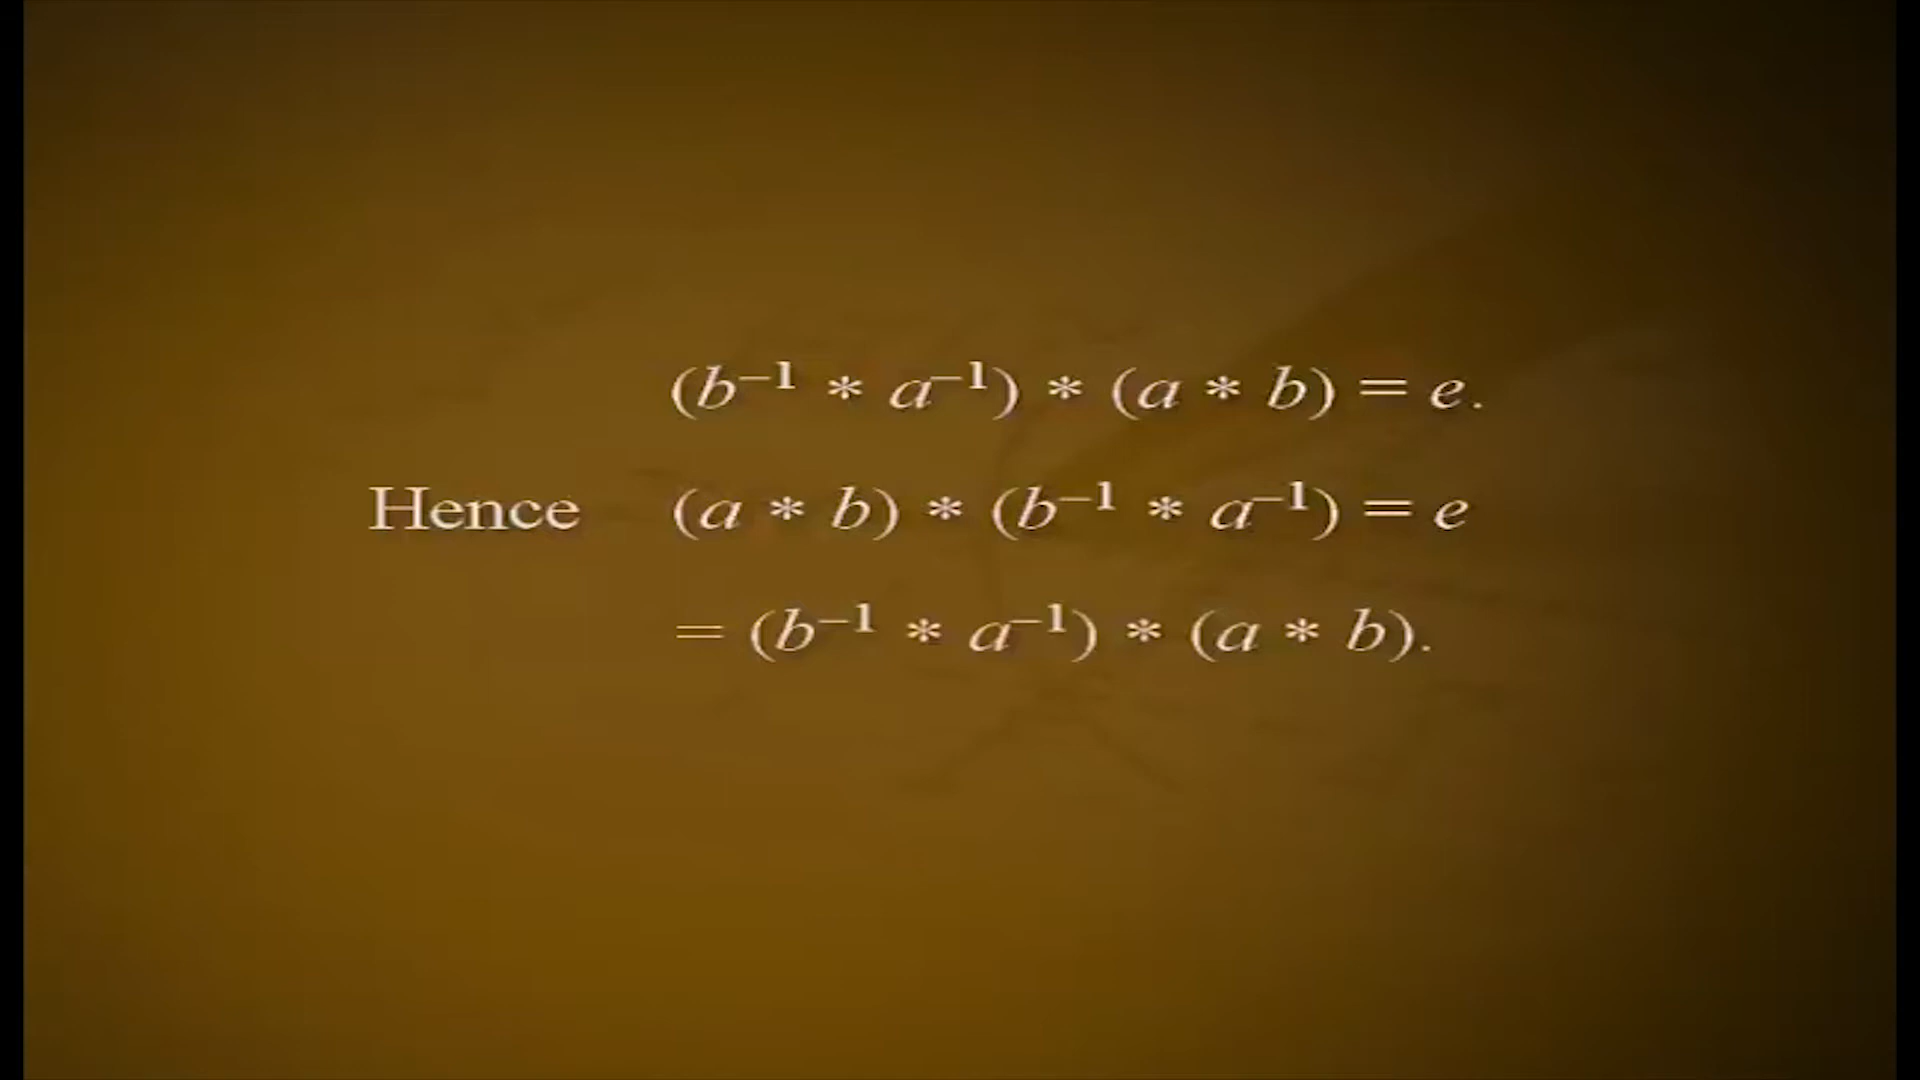 (b⁻¹ * a⁻¹) * (a * b) = e.
Hence (a * b) * (b⁻¹ * a⁻¹) = e
= (b⁻¹ * a⁻¹) * (a * b).